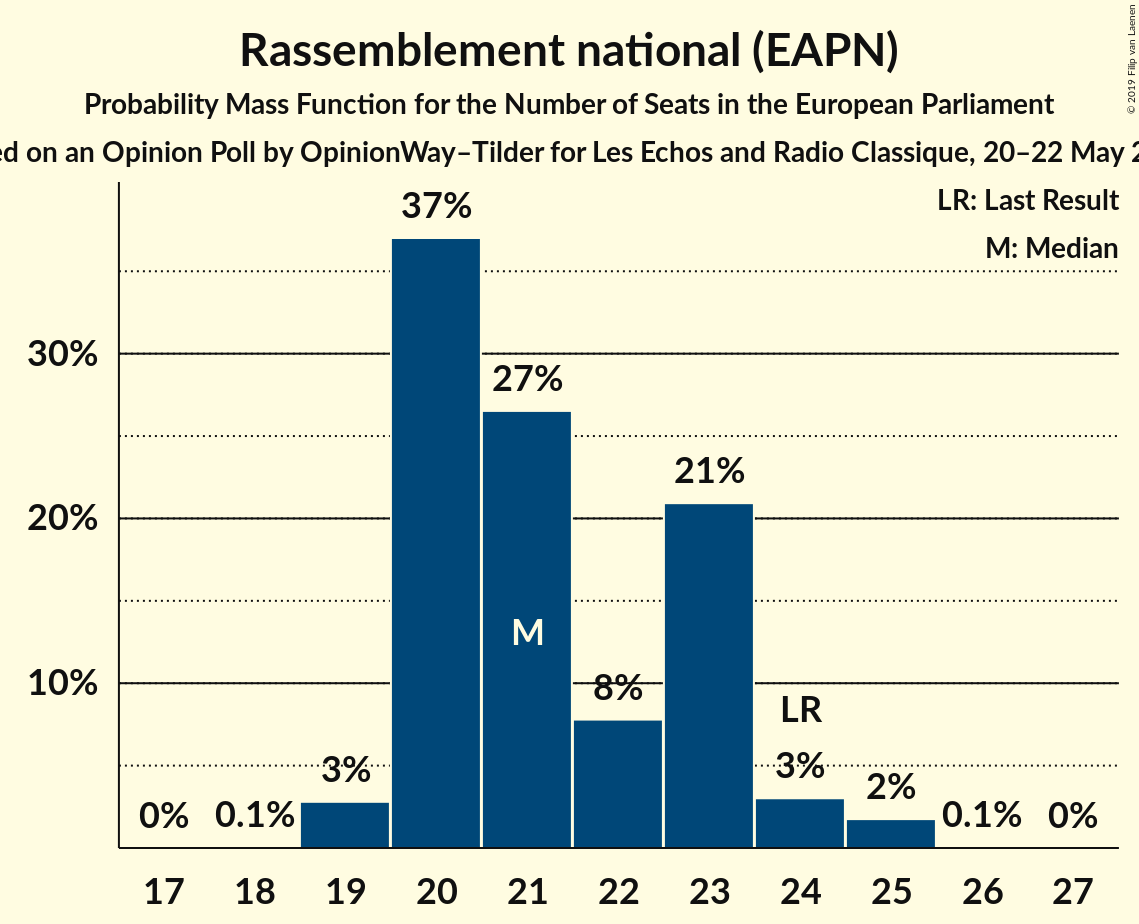 Rassemblement national (EAPN)
Probability Mass Function for the Number of Seats in the European Parliament
on an Opinion Poll by OpinionWay–Tilder for Les Echos and Radio Classique, 20–22 May
© 2019 Filip van Laenen
LR: Last Result
M: Median
37%
30%
27%
21%
20%
M
10%
8%
LR
3%
3%
2%
0%
0.1%
0.1%
0%
17 18 19 20 21 22 23 24 25 26 27